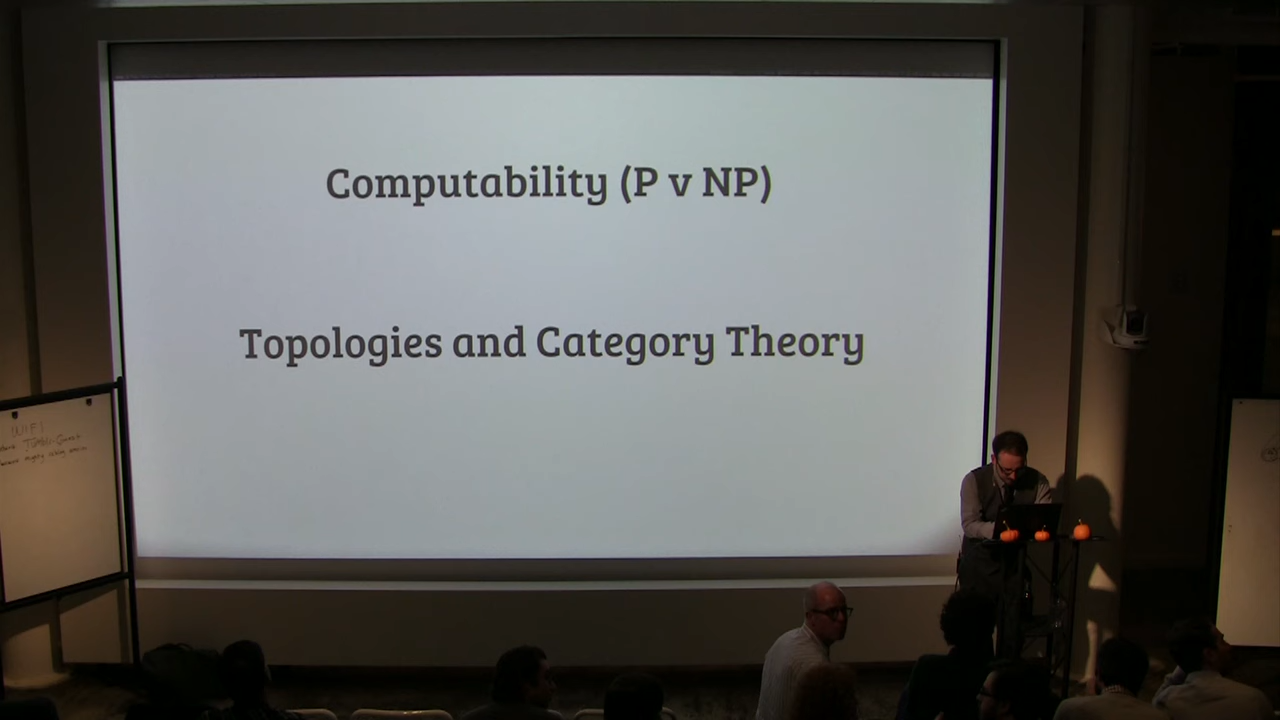 Computability (P v NP)
Topologies and Category Theory
WIFI